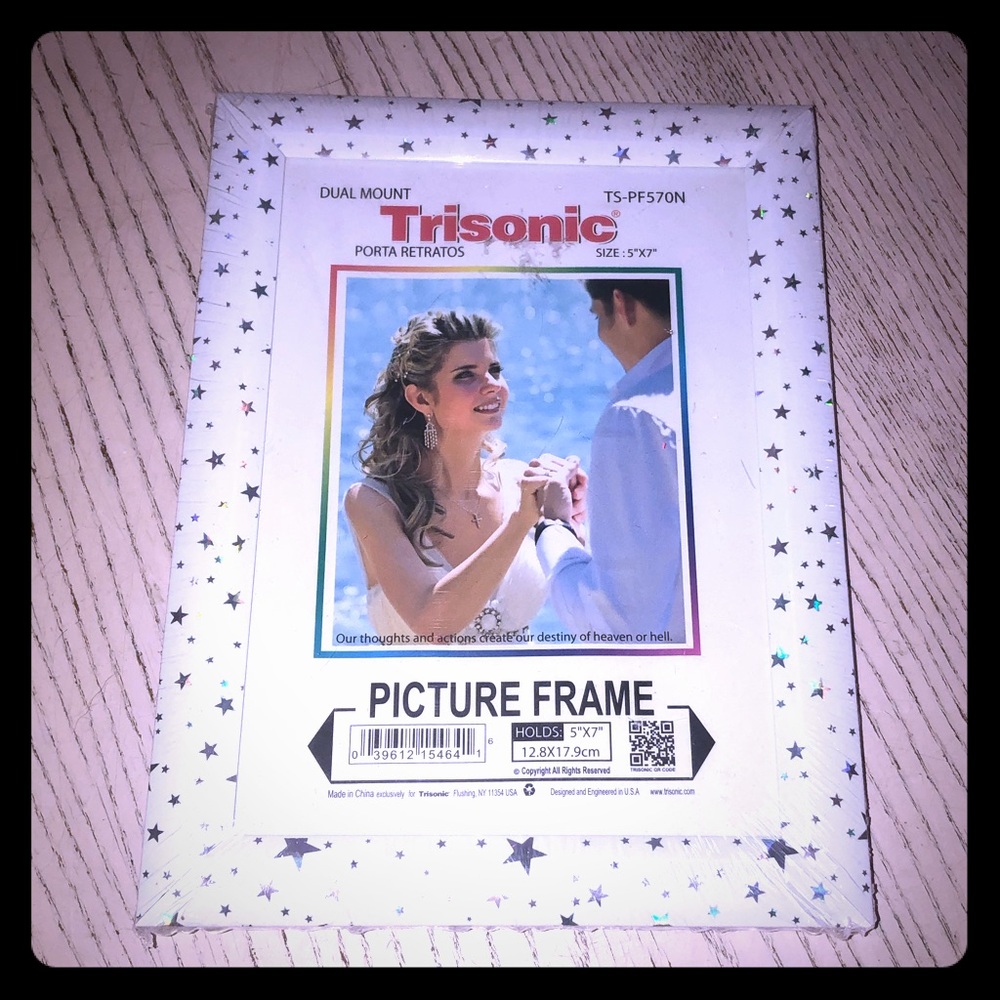 DUAL MOUNT TS-PF570N
Trisonic®
PORTA RETRATOS SIZE : 5"X7"
Our thoughts and actions create our destiny of heaven or hell.
PICTURE FRAME
HOLDS: 5"X7"
12.8X17.9cm
0 39612 15464 1 6
© Copyright All Rights Reserved
TRISONIC QR CODE
Made in China exclusively for Trisonic® Flushing, NY 11354 USA Designed and Engineered in U.S.A www.trisonic.com